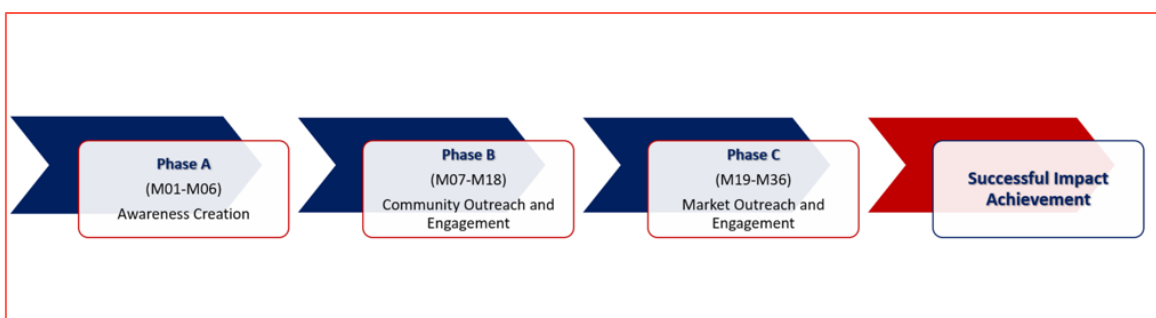 Phase A
(M01-M06)
Awareness Creation
Phase B
(M07-M18)
Community Outreach and
Engagement
Phase C
(M19-M36)
Market Outreach and
Engagement
Successful Impact
Achievement